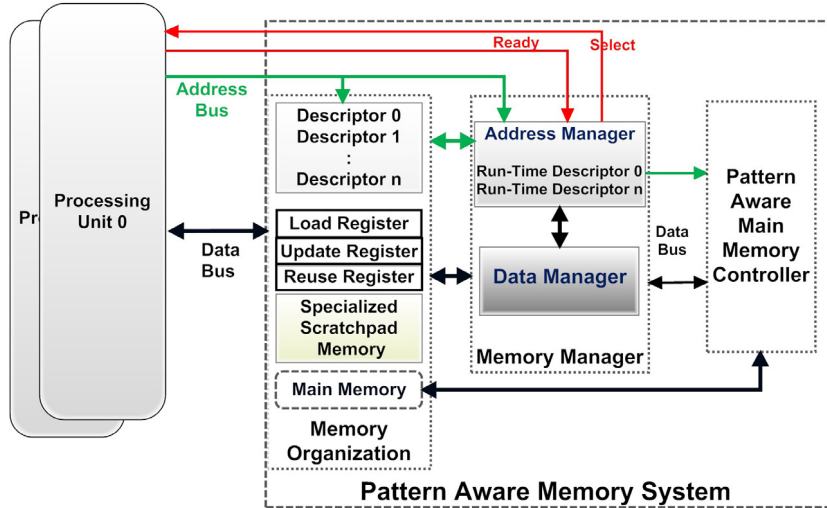 Ready
Select
Address
Bus
Descriptor 0
Descriptor 1
:
Descriptor n
Address Manager
Run-Time Descriptor 0
Run-Time Descriptor n
Pattern
Aware
Main
Memory
Controller
Pr
Processing
Unit 0
Data
Bus
Load Register
Update Register
Reuse Register
Data
Bus
Data Manager
Specialized
Scratchpad
Memory
Memory Manager
Main Memory
Memory
Organization
Pattern Aware Memory System